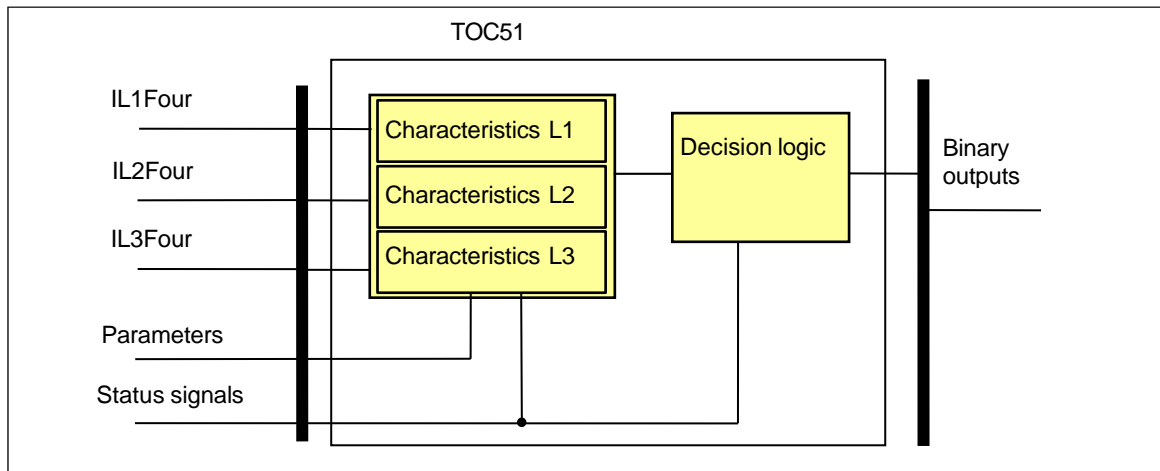 TOC51
IL1Four
Characteristics L1
IL2Four
Characteristics L2
IL3Four
Characteristics L3
Decision logic
Binary
outputs
Parameters
Status signals